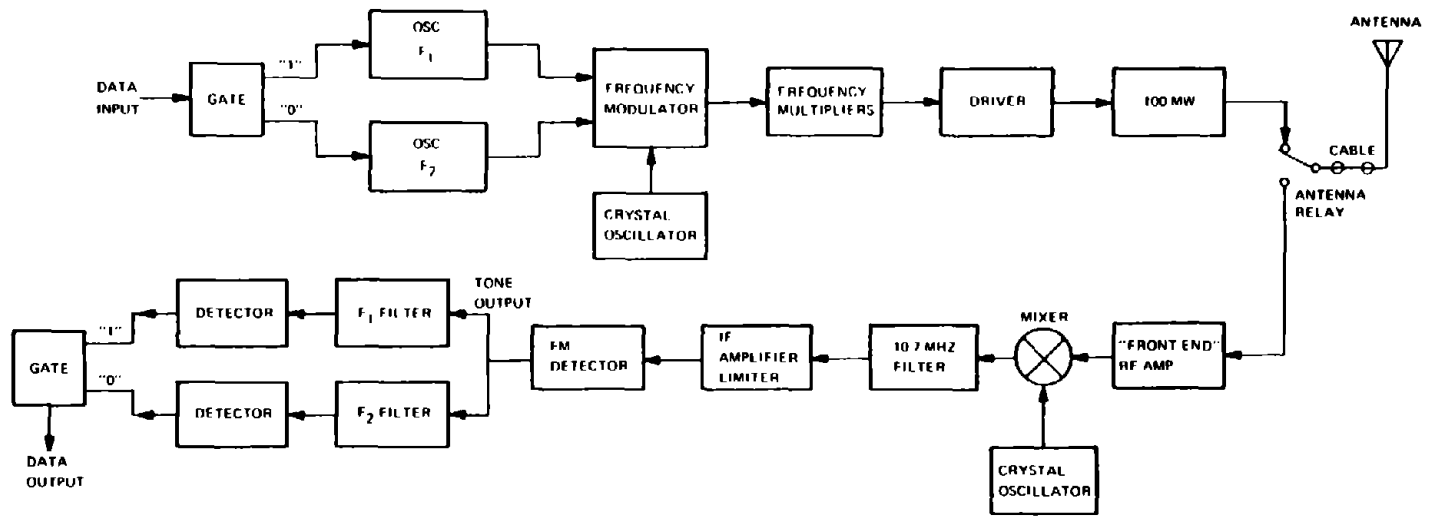 ANTENNA
DATA
INPUT
GATE
"1"
"0"
OSC
F1
OSC
F2
FREQUENCY
MODULATOR
CRYSTAL
OSCILLATOR
FREQUENCY
MULTIPLIERS
DRIVER
100 MW
CABLE
ANTENNA
RELAY
GATE
"1"
"0"
DATA
OUTPUT
DETECTOR
DETECTOR
F1 FILTER
F2 FILTER
TONE
OUTPUT
FM
DETECTOR
IF
AMPLIFIER
LIMITER
10.7 MHZ
FILTER
MIXER
CRYSTAL
OSCILLATOR
"FRONT END"
RF AMP